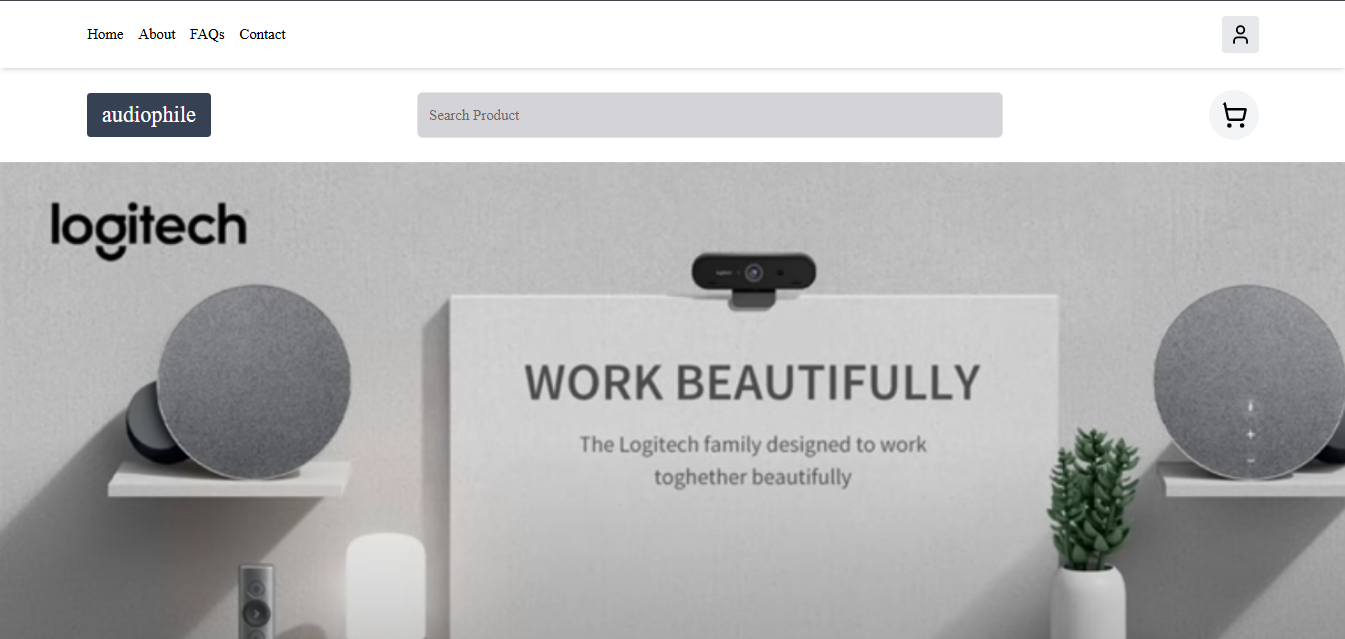 Home About FAQs Contact
audiophile
Search Product
logitech
WORK BEAUTIFULLY
The Logitech family designed to work
toghether beautifully